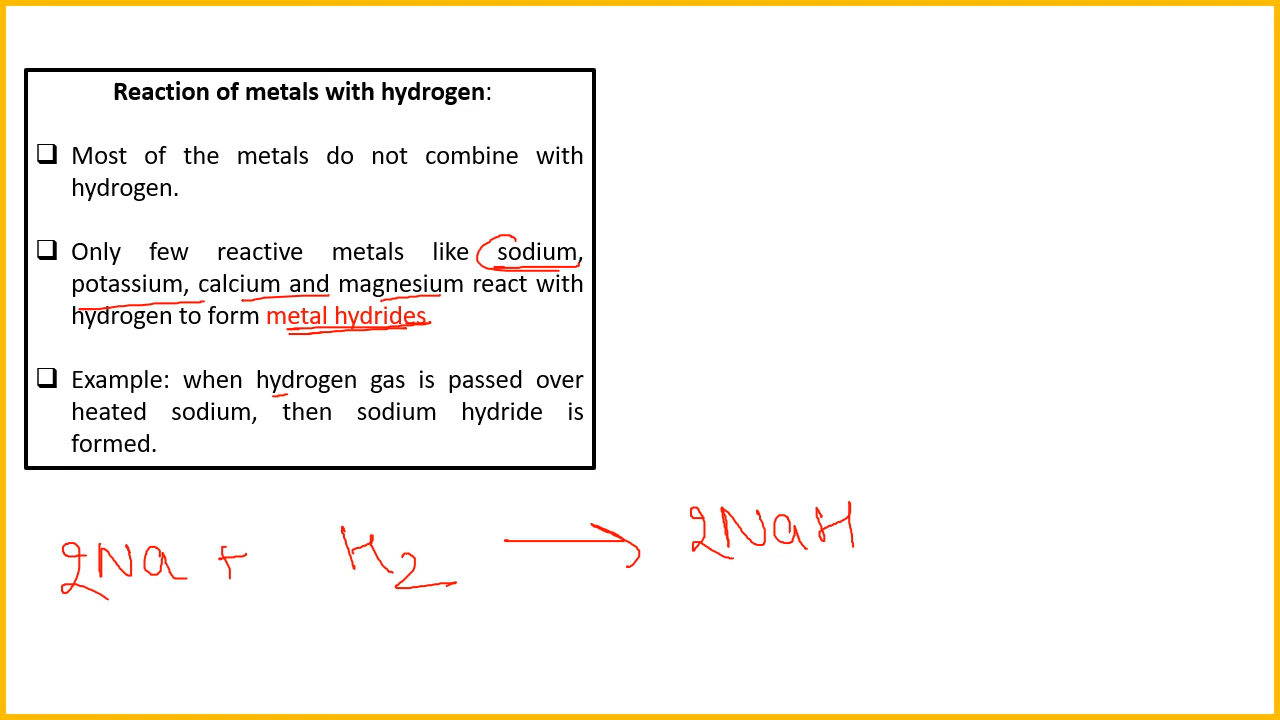 Reaction of metals with hydrogen:
❑ Most of the metals do not combine with
hydrogen.
❑ Only few reactive metals like sodium,
potassium, calcium and magnesium react with
hydrogen to form metal hydrides.
❑ Example: when hydrogen gas is passed over
heated sodium, then sodium hydride is
formed.
2Na + H2 → 2NaH